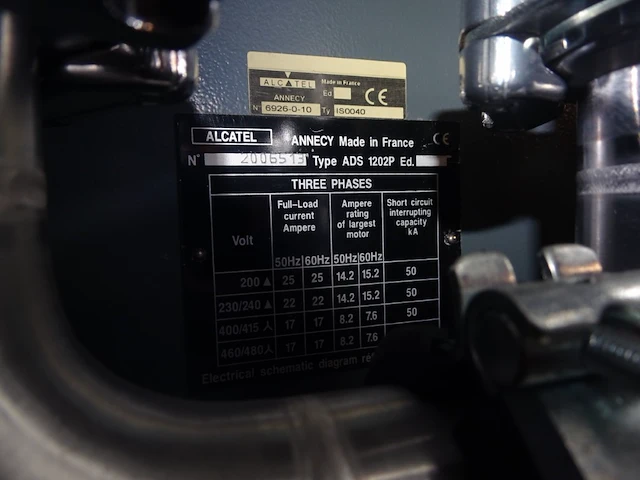 ALCATEL Made in France
ANNECY Ed CE
N° 6926-0-10 Ty ISO040
ALCATEL ANNECY Made in France CE
N° 2006513 Type ADS 1202P Ed.
THREE PHASES
Volt Full-Load current Ampere Ampere rating of largest motor Short circuit interrupting capacity kA
50Hz 60Hz 50Hz 60Hz
200 ▲ 25 25 14.2 15.2 50
230/240 ▲ 22 22 14.2 15.2 50
400/415 人 17 17 8.2 7.6 50
460/480 人 17 17 8.2 7.6
Electrical schematic diagram